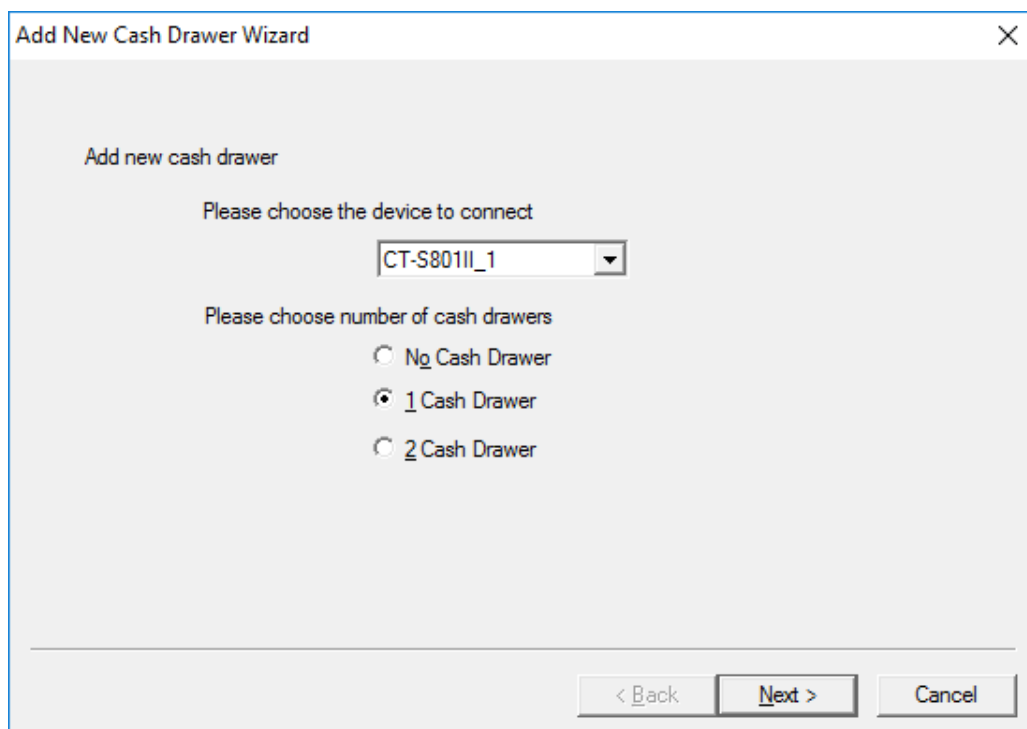 Add New Cash Drawer Wizard
Add new cash drawer
Please choose the device to connect
CT-S801II_1
Please choose number of cash drawers
No Cash Drawer
1 Cash Drawer
2 Cash Drawer
< Back Next > Cancel